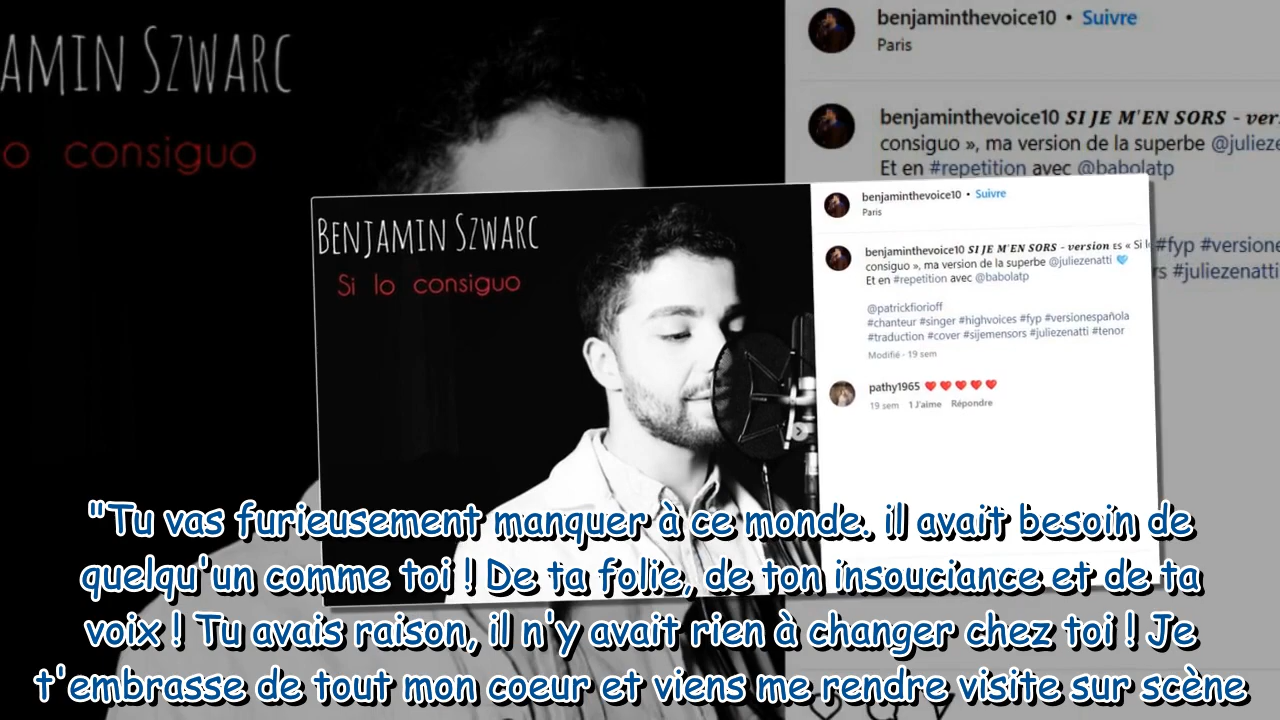 AMIN SZWARC
o consiguo
benjaminthevoice10 • Suivre
Paris
benjaminthevoice10 SI JE M'EN SORS - ver
consiguo », ma version de la superbe @julieze
Et en #repetition avec @babolatp
#fyp #versione
rs #juliezenatti
BENJAMIN SZWARC
Si lo consiguo
benjaminthevoice10 • Suivre
Paris
benjaminthevoice10 SI JE M'EN SORS - version ES « Si l
consiguo », ma version de la superbe @juliezenatti 🩵
Et en #repetition avec @babolatp
@patrickfiorioff
#chanteur #singer #highvoices #fyp #versionespañola
#traduction #cover #sijemensors #juliezenatti #tenor
Modifié · 19 sem
pathy1965 ❤️❤️❤️❤️❤️
19 sem 1 J'aime Répondre
"Tu vas furieusement manquer à ce monde. il avait besoin de
quelqu'un comme toi ! De ta folie, de ton insouciance et de ta
voix ! Tu avais raison, il n'y avait rien à changer chez toi ! Je
t'embrasse de tout mon coeur et viens me rendre visite sur scène